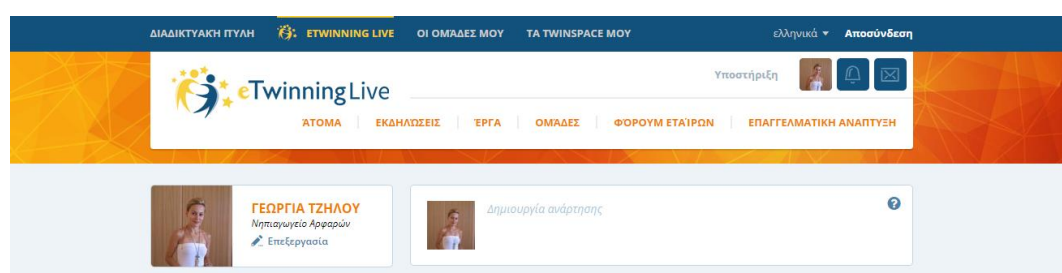 ΔΙΑΔΙΚΤΥΑΚΉ ΠΎΛΗ ETWINNING LIVE ΟΙ ΟΜΆΔΕΣ ΜΟΥ ΤΑ TWINSPACE ΜΟΥ ελληνικά Αποσύνδεση
eTwinning Live
Υποστήριξη
ΆΤΟΜΑ ΕΚΔΗΛΏΣΕΙΣ ΈΡΓΑ ΟΜΆΔΕΣ ΦΌΡΟΥΜ ΕΤΑΊΡΩΝ ΕΠΑΓΓΕΛΜΑΤΙΚΉ ΑΝΆΠΤΥΞΗ
ΓΕΩΡΓΙΑ ΤΖΗΛΟΥ
Νηπιαγωγείο Αρφαρών
Επεξεργασία
Δημιουργία ανάρτησης
?